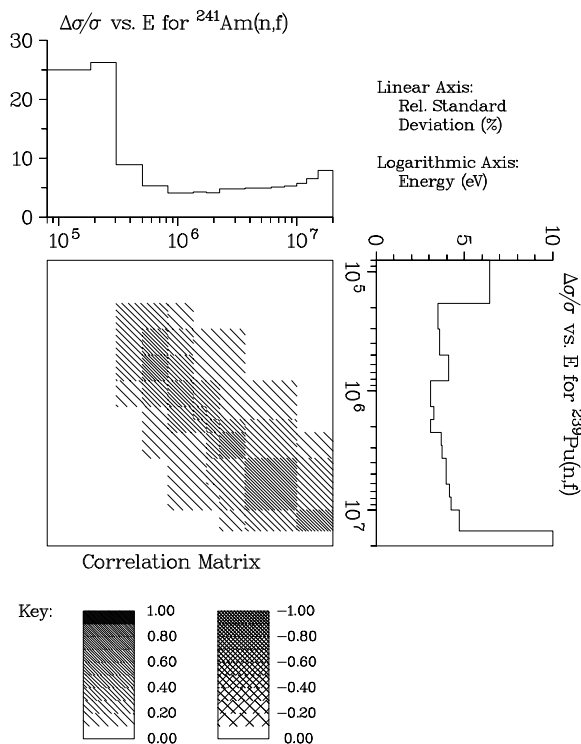 Δσ/σ vs. E for ²⁴¹Am(n,f)
30
20
10
0
10⁵
10⁶
10⁷
Linear Axis:
Rel. Standard
Deviation (%)
Logarithmic Axis:
Energy (eV)
0
5
10
10⁵
10⁶
10⁷
Δσ/σ vs. E for ²³⁹Pu(n,f)
Correlation Matrix
Key:
1.00
0.80
0.60
0.40
0.20
0.00
−1.00
−0.80
−0.60
−0.40
−0.20
0.00